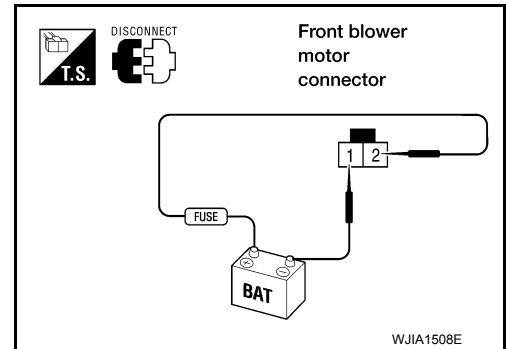 DISCONNECT
T.S.
Front blower
motor
connector
1 2
FUSE
+ −
BAT
WJIA1508E